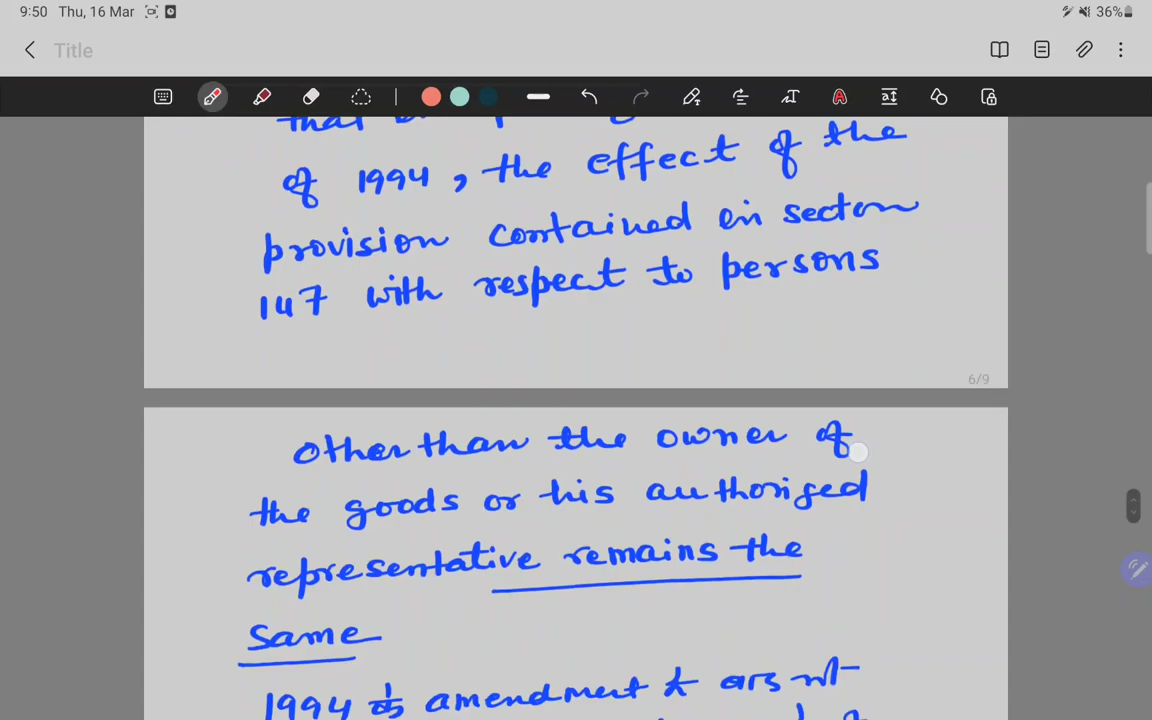 9:50 Thu, 16 Mar
36%
Title
that
of 1994, the effect of the
provision contained in secton
147 with respect to persons
6/9
other than the owner of
the goods or his authorised
representative remains the
Same
1994 amendment